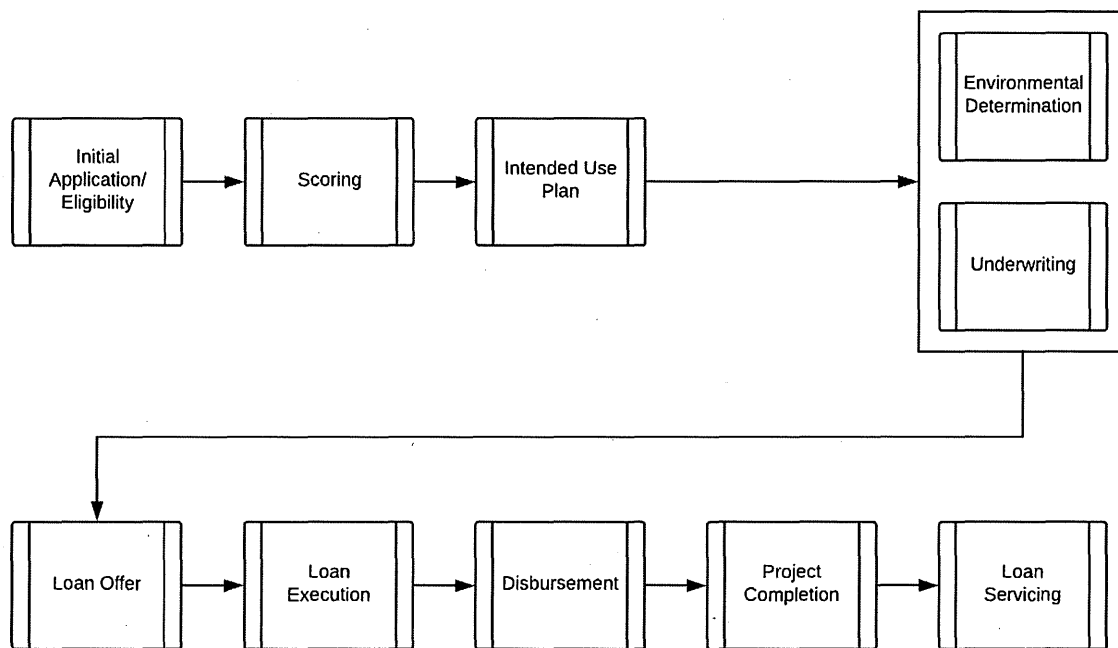 Initial
Application/
Eligibility
Scoring
Intended Use
Plan
Environmental
Determination
Underwriting
Loan Offer
Loan
Execution
Disbursement
Project
Completion
Loan
Servicing